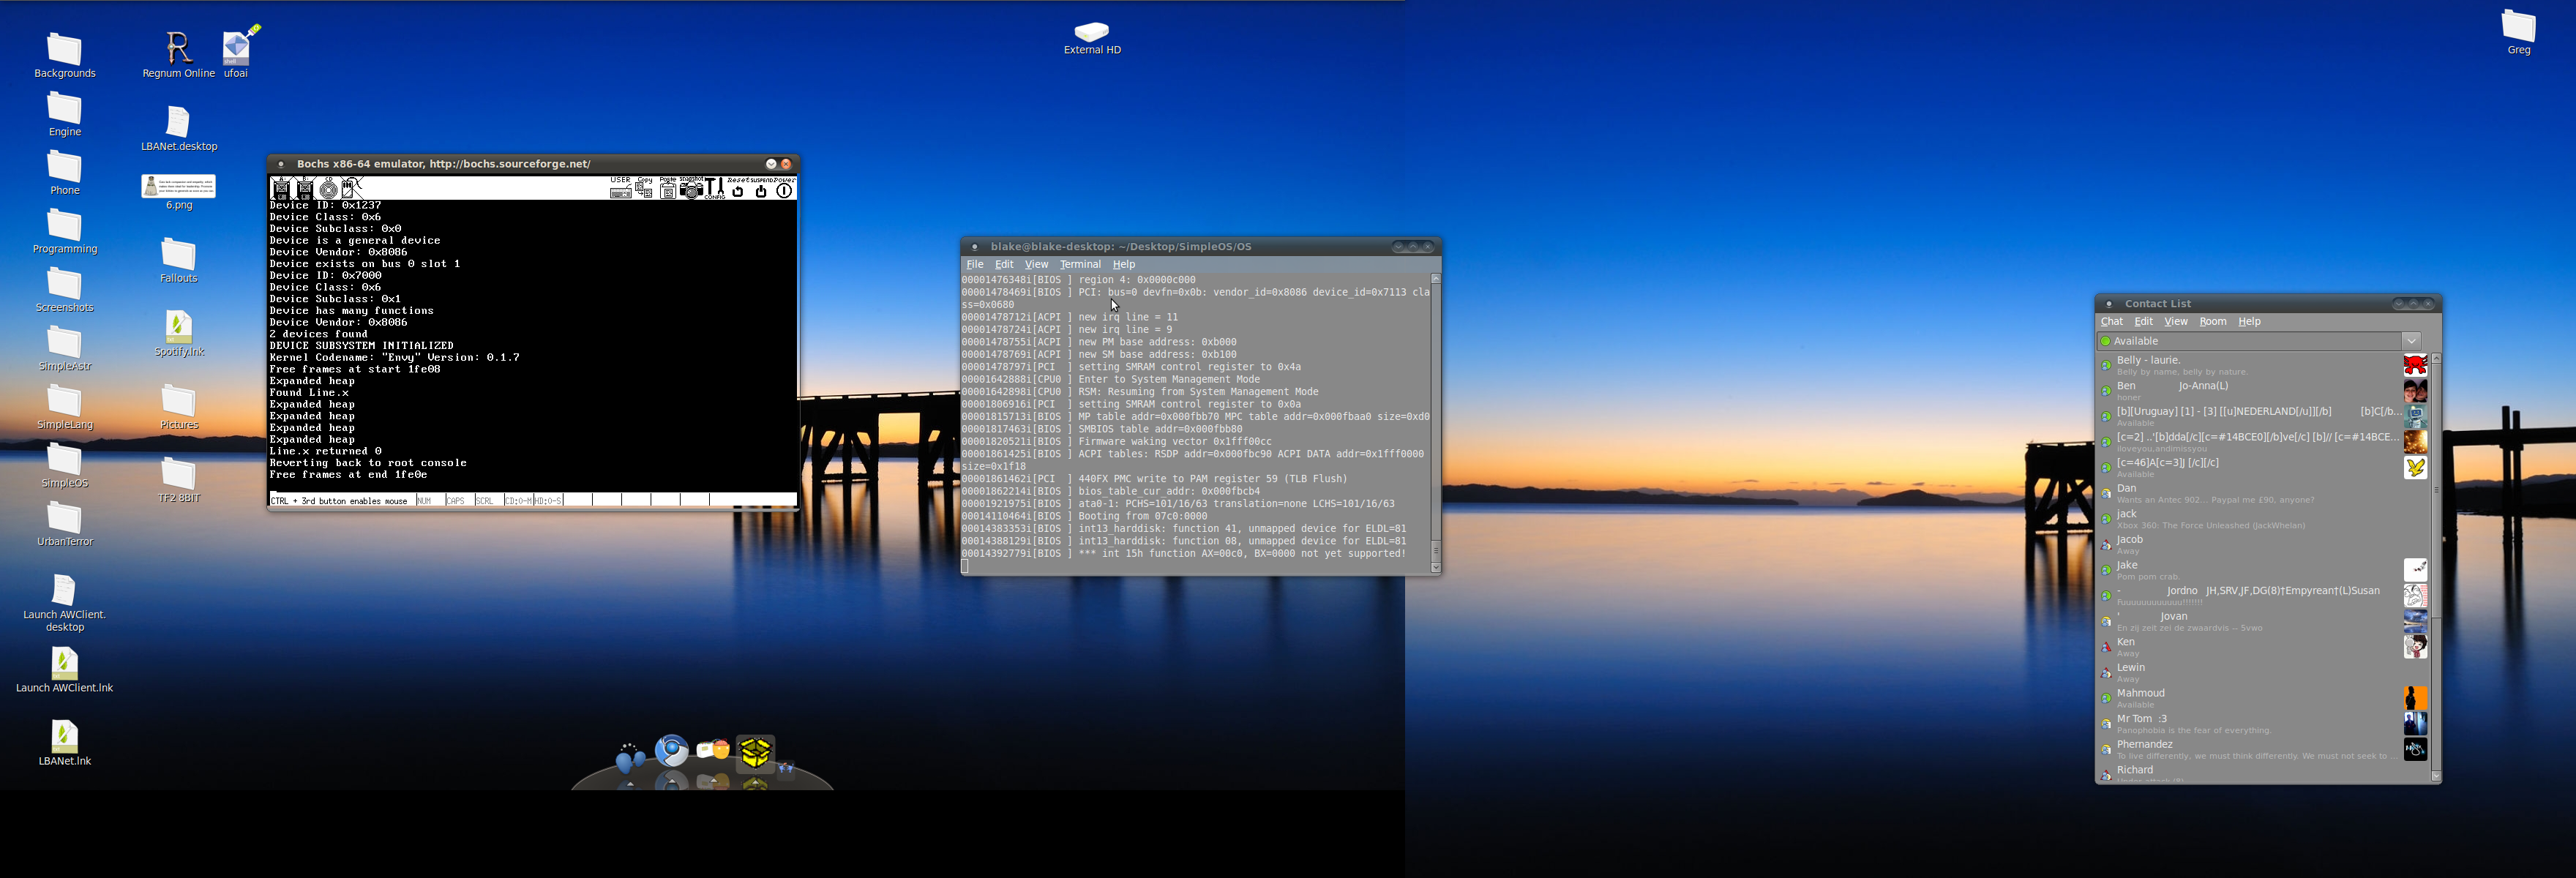 Backgrounds
Engine
Phone
Programming
Screenshots
SimpleAstr
SimpleLang
SimpleOS
UrbanTerror
Launch AWClient.
desktop
Launch AWClient.lnk
LBANet.lnk
Regnum Online
ufoai
LBANet.desktop
6.png
Fallouts
Spotify.lnk
Pictures
TF2 8BIT
External HD
Greg
Bochs x86-64 emulator, http://bochs.sourceforge.net/
USER Copy Paste snapshot CONFIG Reset SUSPEND Power
Device ID: 0x1237
Device Class: 0x6
Device Subclass: 0x0
Device is a general device
Device Vendor: 0x8086
Device exists on bus 0 slot 1
Device ID: 0x7000
Device Class: 0x6
Device Subclass: 0x1
Device has many functions
Device Vendor: 0x8086
2 devices found
DEVICE SUBSYSTEM INITIALIZED
Kernel Codename: "Envy" Version: 0.1.7
Free frames at start 1fe08
Expanded heap
Found Line.x
Expanded heap
Expanded heap
Expanded heap
Expanded heap
Line.x returned 0
Reverting back to root console
Free frames at end 1fe0e
CTRL + 3rd button enables mouse NUM CAPS SCRL CD:0-M HD:0-S
blake@blake-desktop: ~/Desktop/SimpleOS/OS
File Edit View Terminal Help
00001476348i[BIOS ] region 4: 0x0000c000
00001478469i[BIOS ] PCI: bus=0 devfn=0x0b: vendor_id=0x8086 device_id=0x7113 cla
ss=0x0680
00001478712i[ACPI ] new irq line = 11
00001478724i[ACPI ] new irq line = 9
00001478755i[ACPI ] new PM base address: 0xb000
00001478769i[ACPI ] new SM base address: 0xb100
00001478797i[PCI  ] setting SMRAM control register to 0x4a
00001642888i[CPU0 ] Enter to System Management Mode
00001642898i[CPU0 ] RSM: Resuming from System Management Mode
00001806916i[PCI  ] setting SMRAM control register to 0x0a
00001815713i[BIOS ] MP table addr=0x000fbb70 MPC table addr=0x000fbaa0 size=0xd0
00001817463i[BIOS ] SMBIOS table addr=0x000fbb80
00001820521i[BIOS ] Firmware waking vector 0x1fff00cc
00001861425i[BIOS ] ACPI tables: RSDP addr=0x000fbc90 ACPI DATA addr=0x1fff0000
size=0x1f18
00001861462i[PCI  ] 440FX PMC write to PAM register 59 (TLB Flush)
00001862214i[BIOS ] bios_table_cur_addr: 0x000fbcb4
00001921975i[BIOS ] ata0-1: PCHS=101/16/63 translation=none LCHS=101/16/63
00014110464i[BIOS ] Booting from 07c0:0000
00014383353i[BIOS ] int13_harddisk: function 41, unmapped device for ELDL=81
00014388129i[BIOS ] int13_harddisk: function 08, unmapped device for ELDL=81
00014392779i[BIOS ] *** int 15h function AX=00c0, BX=0000 not yet supported!
Contact List
Chat Edit View Room Help
Available
Belly - laurie.
Belly by name, belly by nature.
Ben Jo-Anna(L)
honer
[b][Uruguay] [1] - [3] [[u]NEDERLAND[/u]][/b] [b]C[/b...
Available
[c=2] ..'[b]dda[/c][c=#14BCE0][/b]ve[/c] [b]// [c=#14BCE...
Iloveyou,andimissyou
[c=46]A[c=3]J [/c][/c]
Available
Dan
Wants an Antec 902... Paypal me £90, anyone?
jack
Xbox 360: The Force Unleashed (JackWhelan)
Jacob
Away
Jake
Pom pom crab.
- Jordno JH,SRV,JF,DG(8)†Empyrean†(L)Susan
Fuuuuuuuuuuuu!!!!!!!
' Jovan
En zij zeit zei de zwaardvis -- Svwo
Ken
Away
Lewin
Away
Mahmoud
Available
Mr Tom :3
Panophobia is the fear of everything.
Phernandez
To live differently, we must think differently. We must not seek to ...
Richard